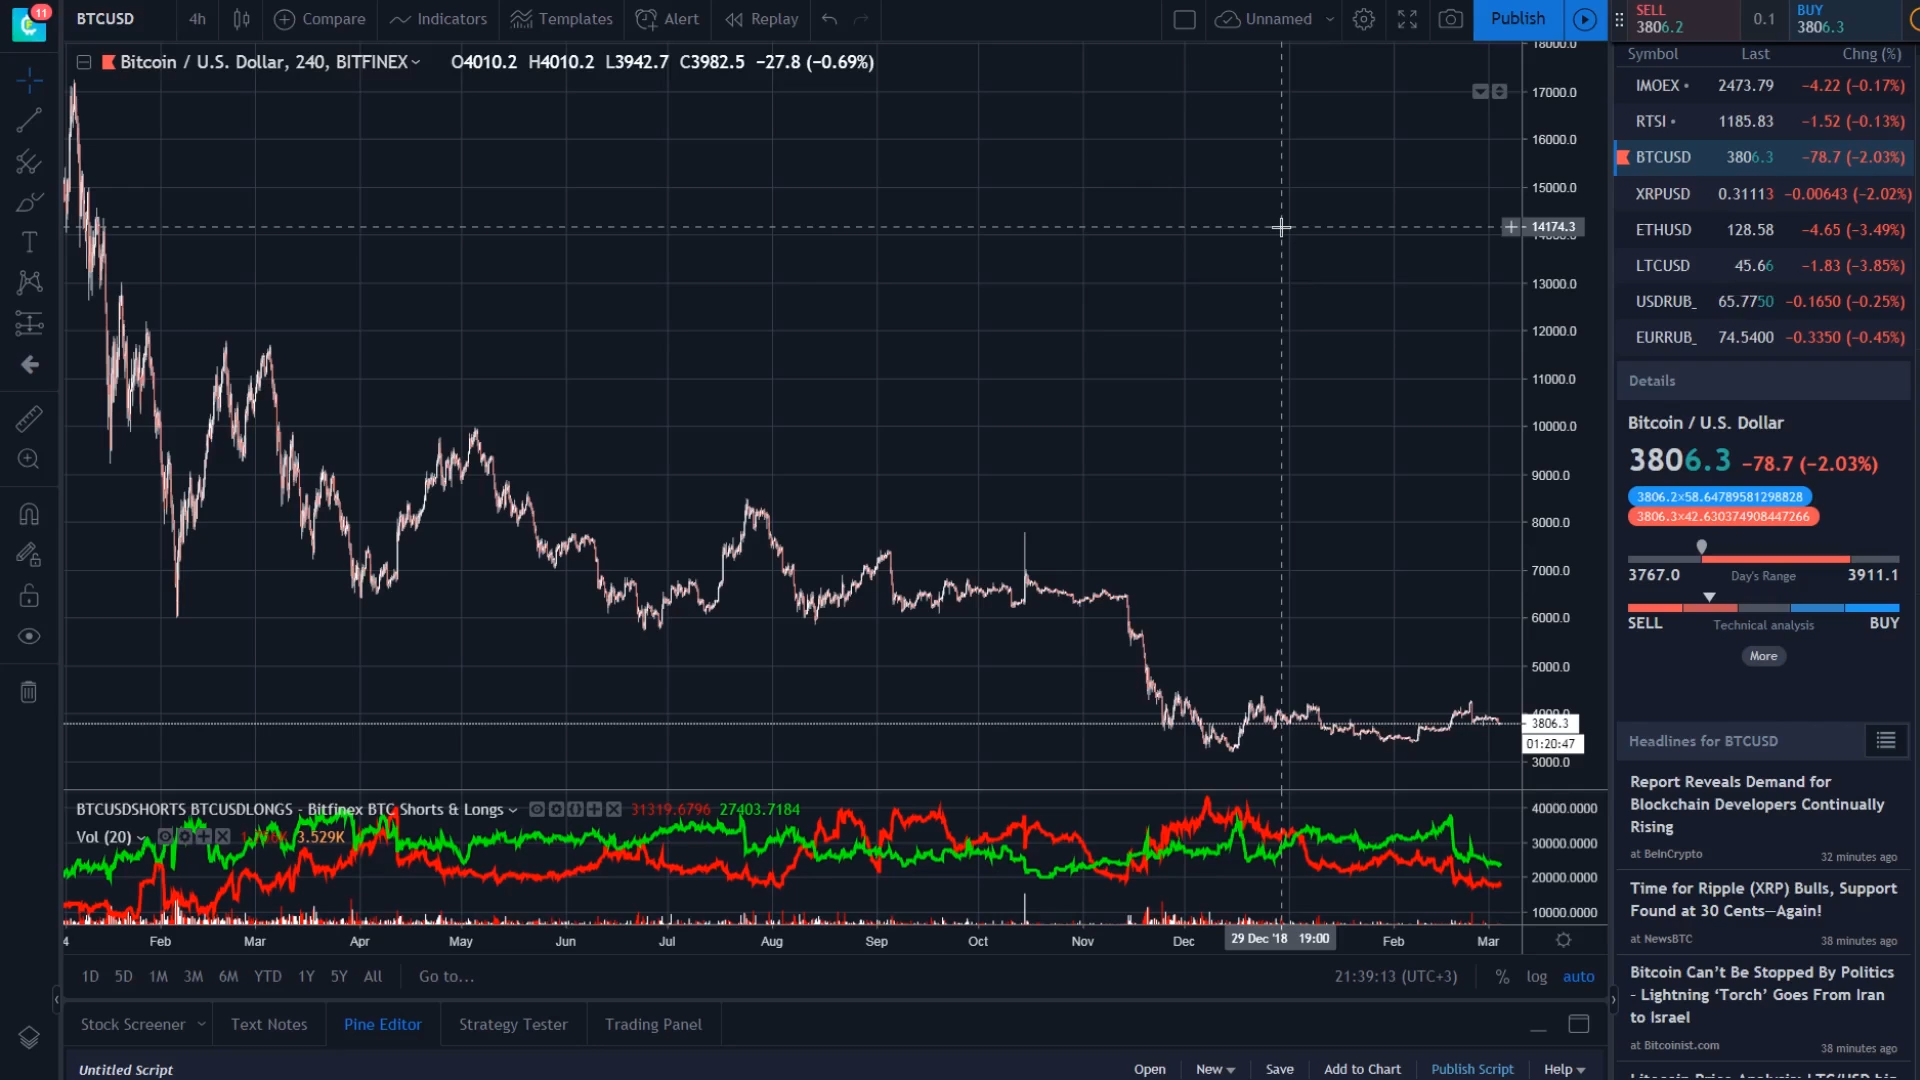 11
BTCUSD
4h
Compare
Indicators
Templates
Alert
Replay
Unnamed
Publish
SELL
3806.2
0.1
BUY
3806.3
Bitcoin / U.S. Dollar, 240, BITFINEX
O4010.2 H4010.2 L3942.7 C3982.5 −27.8 (−0.69%)
18000.0
17000.0
16000.0
15000.0
14174.3
13000.0
12000.0
11000.0
10000.0
9000.0
8000.0
7000.0
6000.0
5000.0
4000.0
3806.3
01:20:47
3000.0
BTCUSDSHORTS BTCUSDLONGS - Bitfinex BTC Shorts & Longs
31319.6796 27403.7184
Vol (20)
3.529K
40000.0000
30000.0000
20000.0000
10000.0000
4 Feb Mar Apr May Jun Jul Aug Sep Oct Nov Dec 29 Dec '18 19:00 Feb Mar
1D 5D 1M 3M 6M YTD 1Y 5Y All Go to...
21:39:13 (UTC+3) % log auto
Stock Screener Text Notes Pine Editor Strategy Tester Trading Panel
Untitled Script
Open New Save Add to Chart Publish Script Help
Symbol Last Chng (%)
IMOEX 2473.79 −4.22 (−0.17%)
RTSI 1185.83 −1.52 (−0.13%)
BTCUSD 3806.3 −78.7 (−2.03%)
XRPUSD 0.31113 −0.00643 (−2.02%)
ETHUSD 128.58 −4.65 (−3.49%)
LTCUSD 45.66 −1.83 (−3.85%)
USDRUB_ 65.7750 −0.1650 (−0.25%)
EURRUB_ 74.5400 −0.3350 (−0.45%)
Details
Bitcoin / U.S. Dollar
3806.3 −78.7 (−2.03%)
3806.2×58.64789581298828
3806.3×42.630374908447266
3767.0 Day's Range 3911.1
SELL Technical analysis BUY
More
Headlines for BTCUSD
Report Reveals Demand for
Blockchain Developers Continually
Rising
at BeInCrypto 32 minutes ago
Time for Ripple (XRP) Bulls, Support
Found at 30 Cents—Again!
at NewsBTC 38 minutes ago
Bitcoin Can't Be Stopped By Politics
- Lightning 'Torch' Goes From Iran
to Israel
at Bitcoinist.com 38 minutes ago